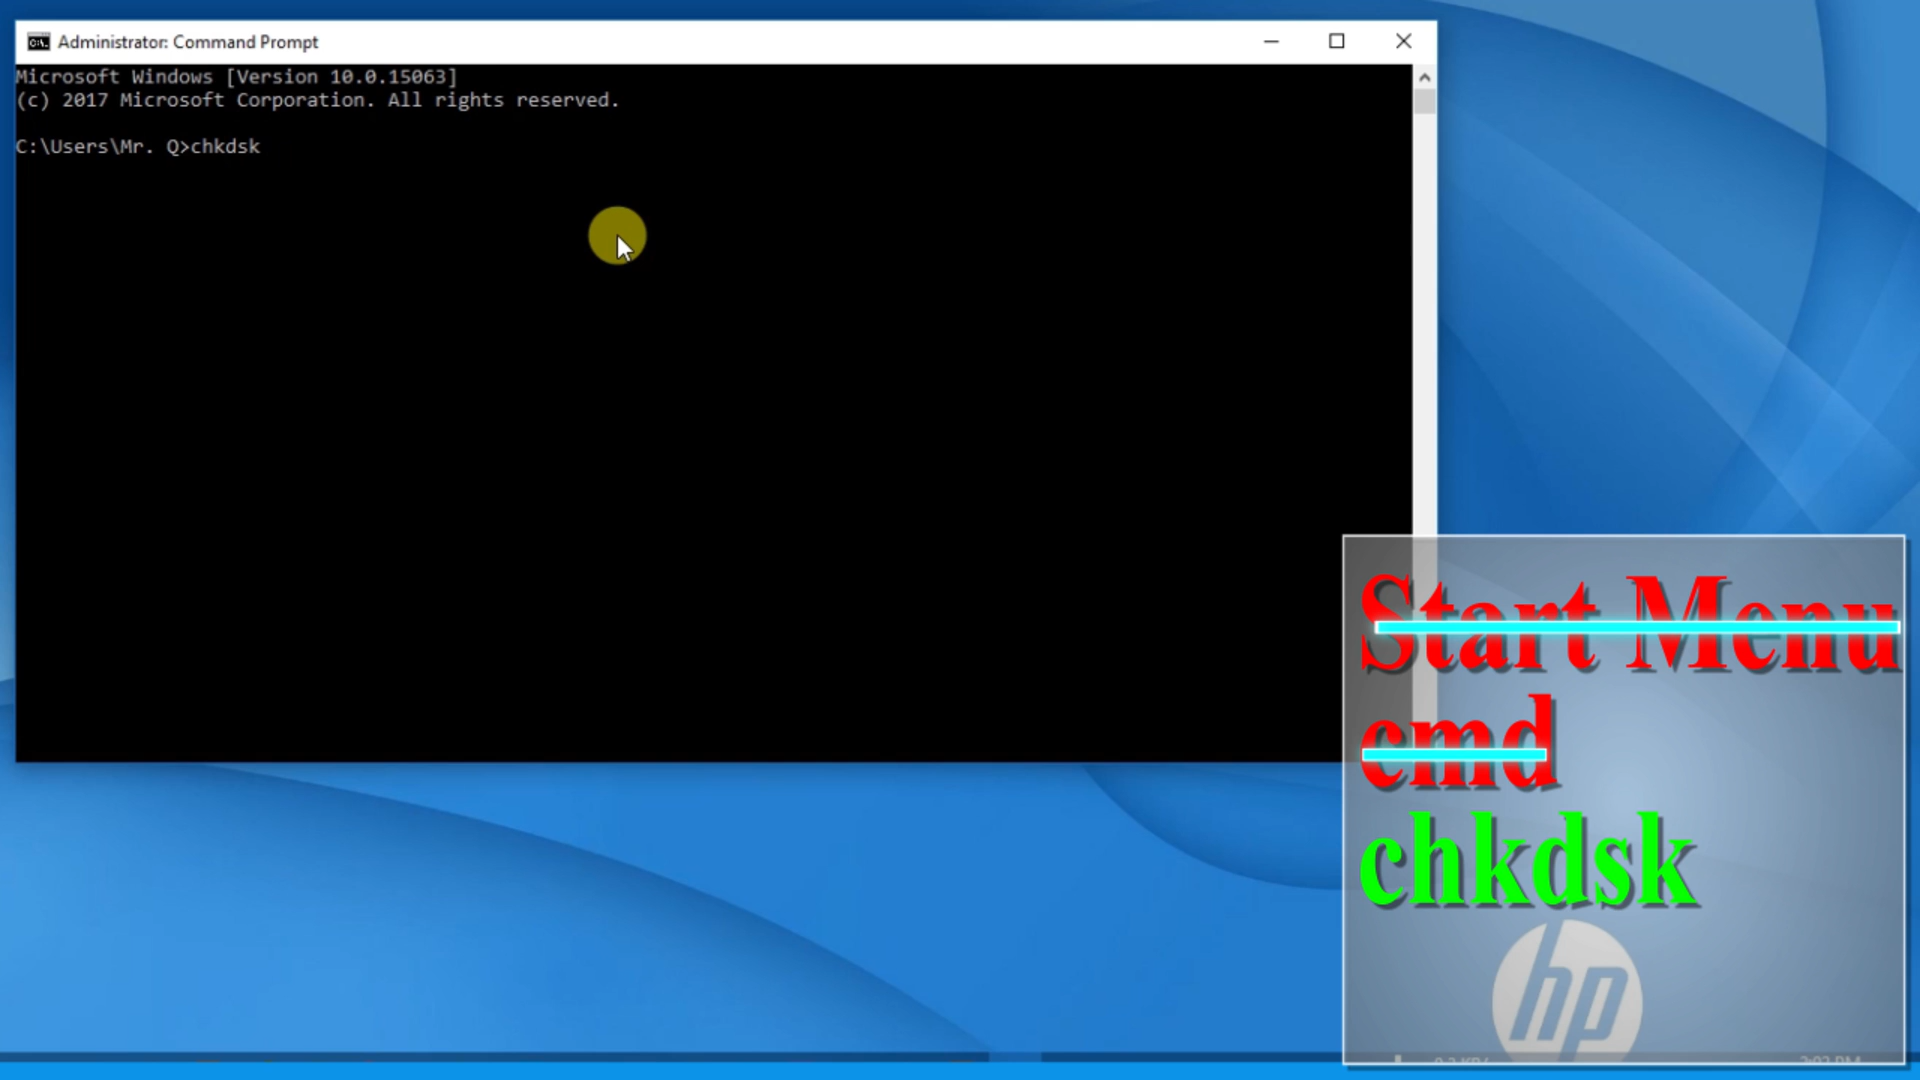 Administrator: Command Prompt
Microsoft Windows [Version 10.0.15063]
(c) 2017 Microsoft Corporation. All rights reserved.
C:\Users\Mr. Q>chkdsk
Start Menu
cmd
chkdsk
hp